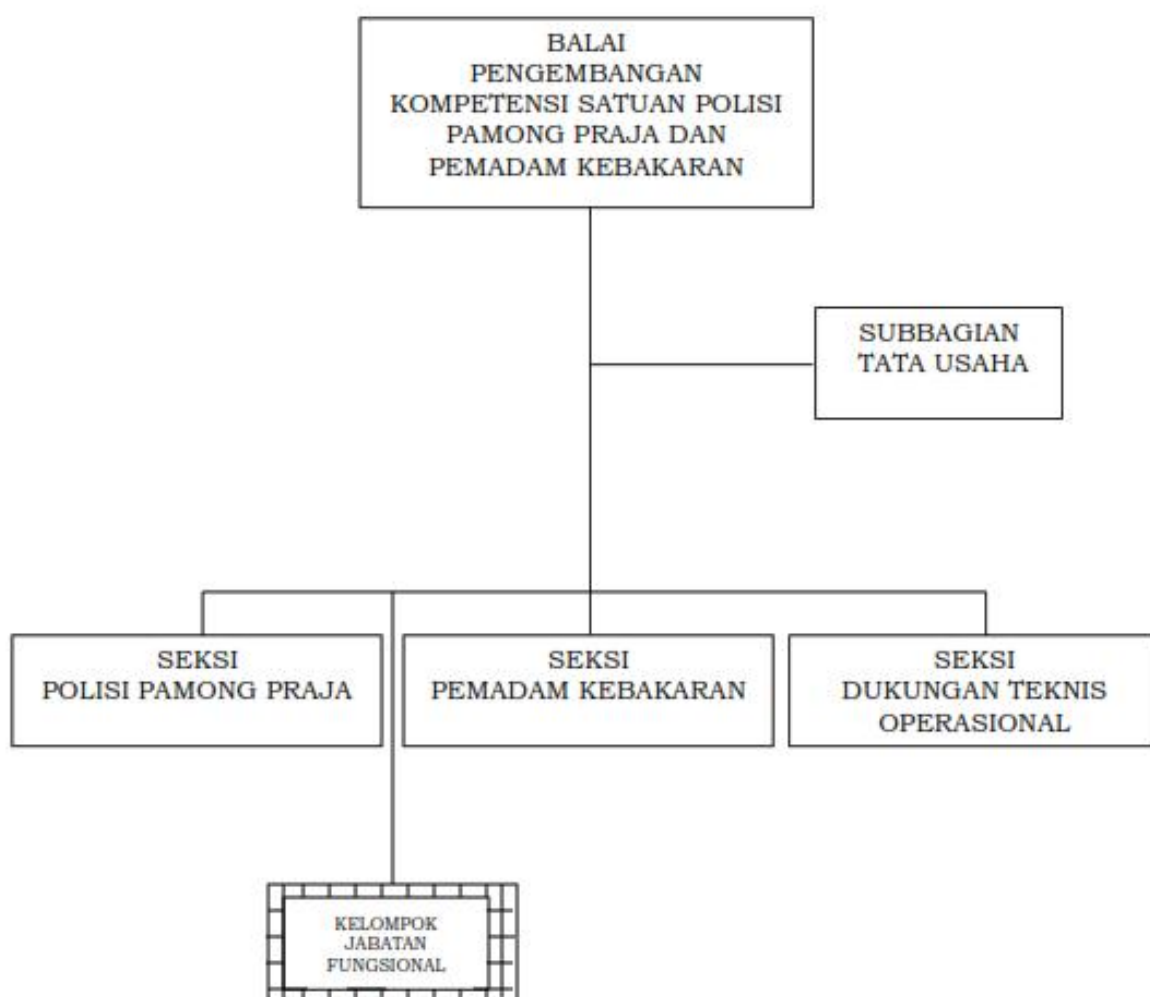 BALAI
PENGEMBANGAN
KOMPETENSI SATUAN POLISI
PAMONG PRAJA DAN
PEMADAM KEBAKARAN
SUBBAGIAN
TATA USAHA
SEKSI
POLISI PAMONG PRAJA
SEKSI
PEMADAM KEBAKARAN
SEKSI
DUKUNGAN TEKNIS
OPERASIONAL
KELOMPOK
JABATAN
FUNGSIONAL